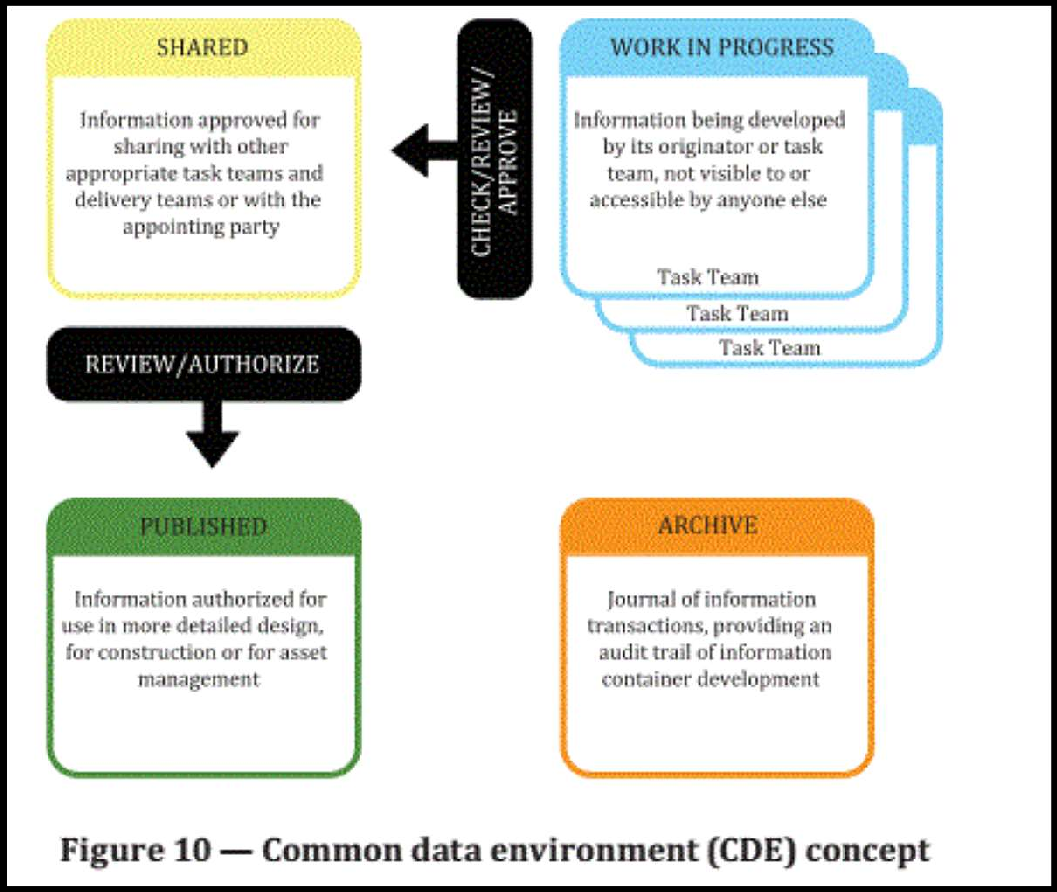 SHARED
Information approved for
sharing with other
appropriate task teams and
delivery teams or with the
appointing party
CHECK/REVIEW/
APPROVE
WORK IN PROGRESS
Information being developed
by its originator or task
team, not visible to or
accessible by anyone else
Task Team
Task Team
Task Team
REVIEW/AUTHORIZE
PUBLISHED
Information authorized for
use in more detailed design,
for construction or for asset
management
ARCHIVE
Journal of information
transactions, providing an
audit trail of information
container development
Figure 10 — Common data environment (CDE) concept